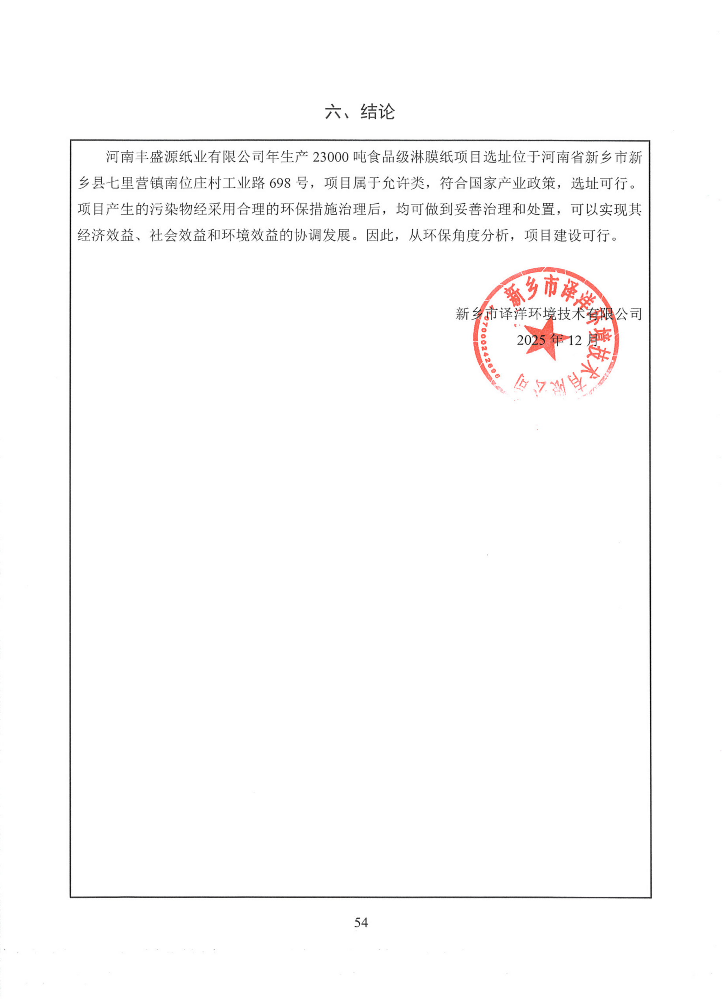 六、结论
河南丰盛源纸业有限公司年生产 23000 吨食品级淋膜纸项目选址位于河南省新乡市新
乡县七里营镇南位庄村工业路 698 号，项目属于允许类，符合国家产业政策，选址可行。
项目产生的污染物经采用合理的环保措施治理后，均可做到妥善治理和处置，可以实现其
经济效益、社会效益和环境效益的协调发展。因此，从环保角度分析，项目建设可行。
新乡市译洋环境技术有限公司
新乡市译洋环境技术有限公司
2025 年 12 月
54